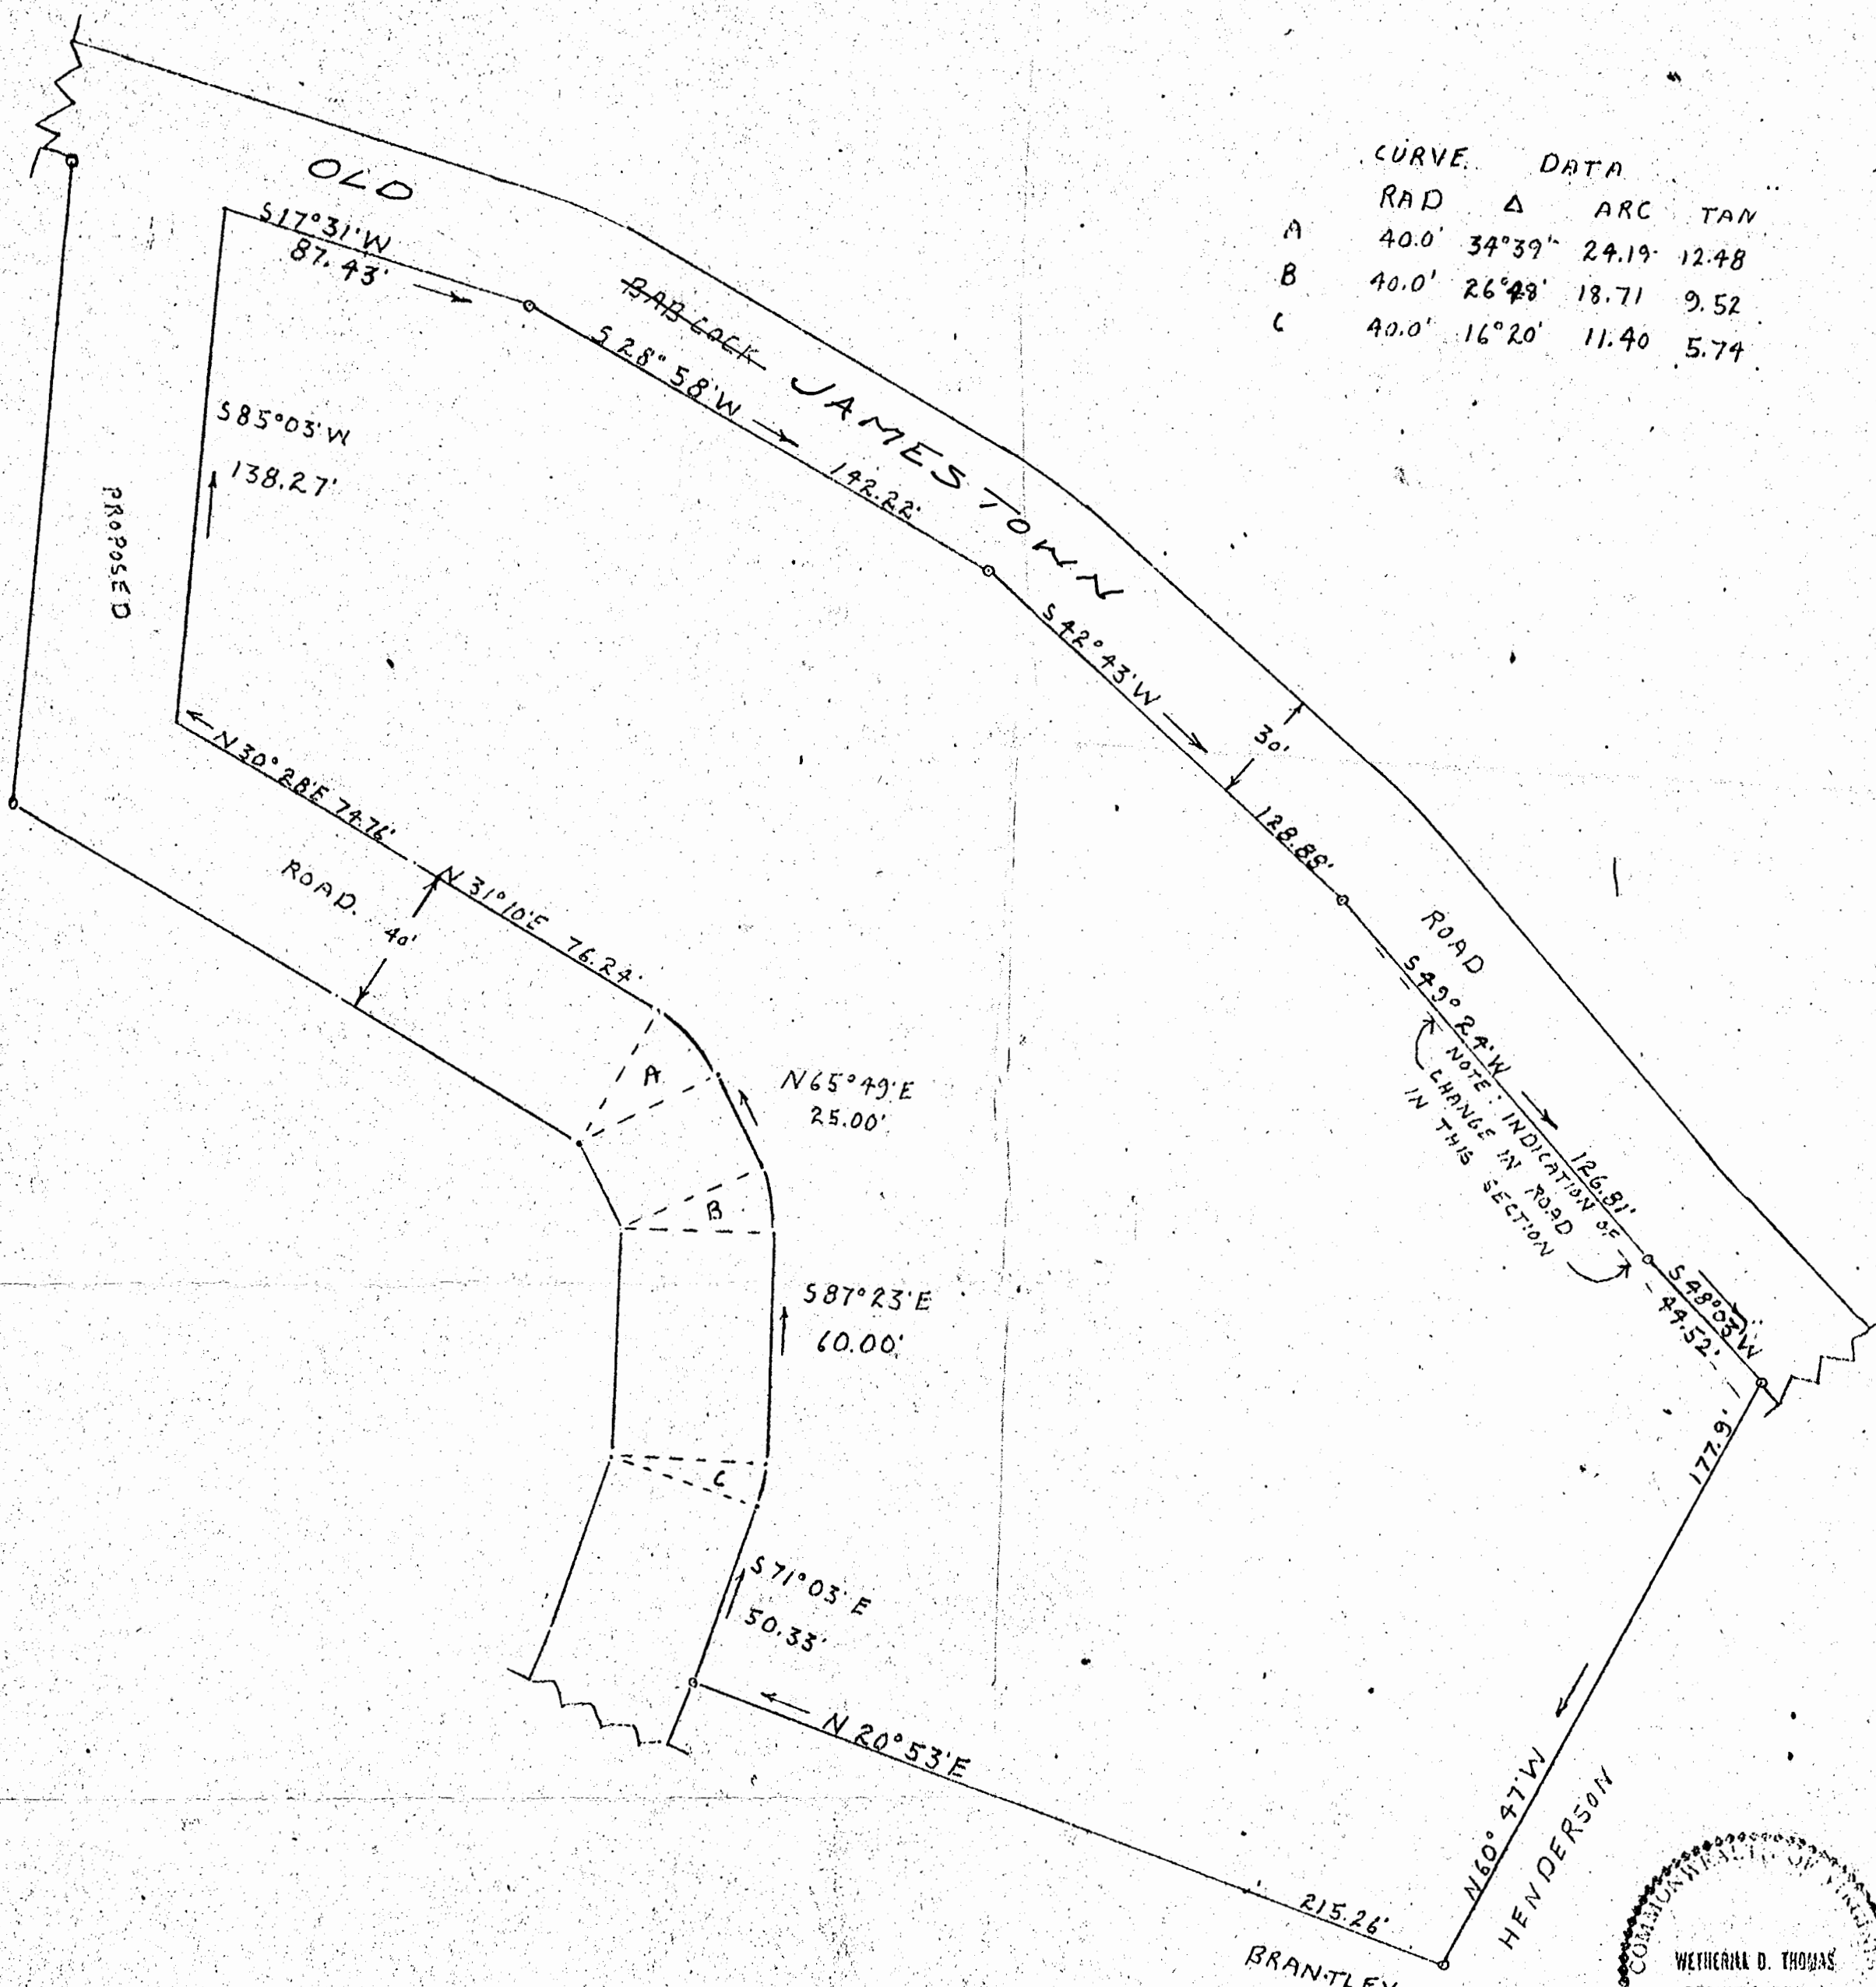 CURVE DATA
RAD Δ ARC TAN
A 40.0' 34°39' 24.19 12.48
B 40.0' 26°48' 18.71 9.52
C 40.0' 16°20' 11.40 5.74
OLD
BABCOCK JAMESTOWN
ROAD
S17°31'W
87.43'
S28°58'W
142.22'
S42°43'W
30'
128.88'
S49°24'W
126.81'
NOTE: INDICATION OF
CHANGE IN ROAD
IN THIS SECTION
S48°03'W
44.52'
177.9'
N60°47'W
HENDERSON
S85°03'W
138.27'
PROPOSED
ROAD.
40'
N30°28'E 74.76'
N31°10'E 76.24'
A
N65°49'E
25.00'
B
S87°23'E
60.00'
C
S71°03'E
50.33'
N20°53'E
215.26'
BRANTLEY
COMMONWEALTH OF
WETHERILL D. THOMAS